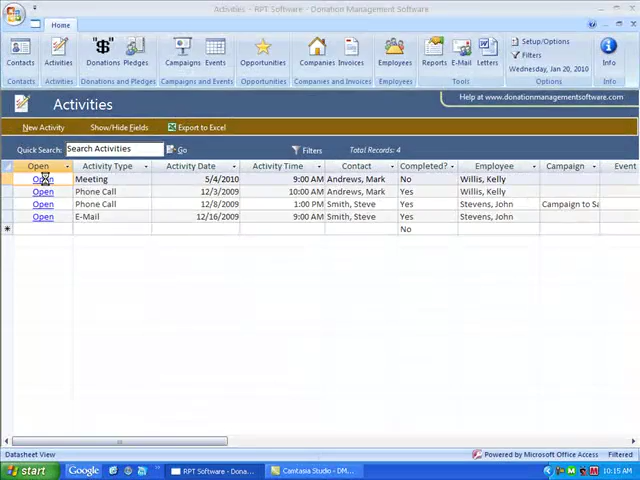 Activities - RPT Software - Donation Management Software
Home
Contacts Activities Donations Pledges Campaigns Events Opportunities Companies Invoices Employees Reports E-Mail Letters Setup/Options Info
Filters
Wednesday, Jan 20, 2010
Contacts Activities Donations and Pledges Campaigns and Events Opportunities Companies and Invoices Employees Tools Options Info
Activities
Help at www.donationmanagementsoftware.com
New Activity Show/Hide Fields Export to Excel
Quick Search: Search Activities Go Filters Total Records: 4
Open Activity Type Activity Date Activity Time Contact Completed? Employee Campaign Event
Open Meeting 5/4/2010 9:00 AM Andrews, Mark No Willis, Kelly
Open Phone Call 12/3/2009 10:00 AM Andrews, Mark Yes Willis, Kelly
Open Phone Call 12/8/2009 1:00 PM Smith, Steve Yes Stevens, John Campaign to Sa
Open E-Mail 12/16/2009 9:00 AM Smith, Steve Yes Stevens, John
No
Datasheet View Powered by Microsoft Office Access Filtered
start Google RPT Software - Dona... Camtasia Studio - DM... 10:15 AM